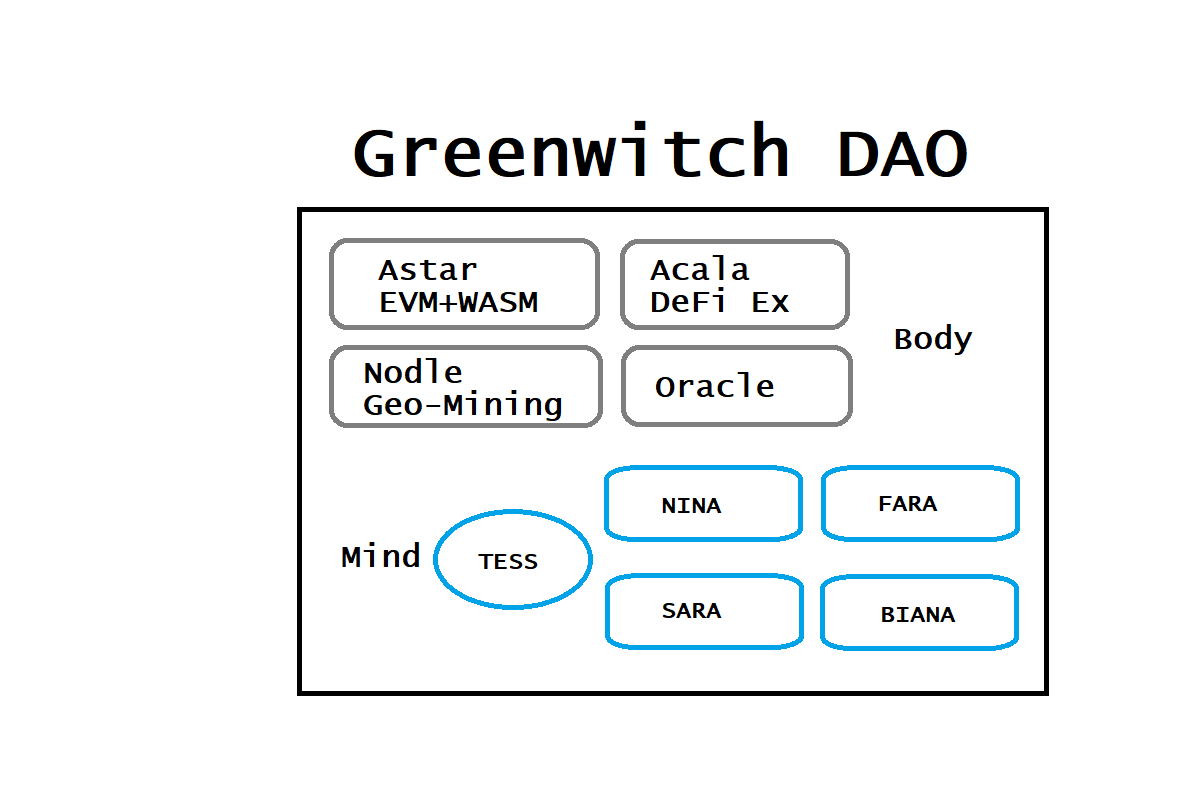 Greenwitch DAO
Astar
EVM+WASM
Acala
DeFi Ex
Body
Nodle
Geo-Mining
Oracle
Mind
TESS
NINA
FARA
SARA
BIANA